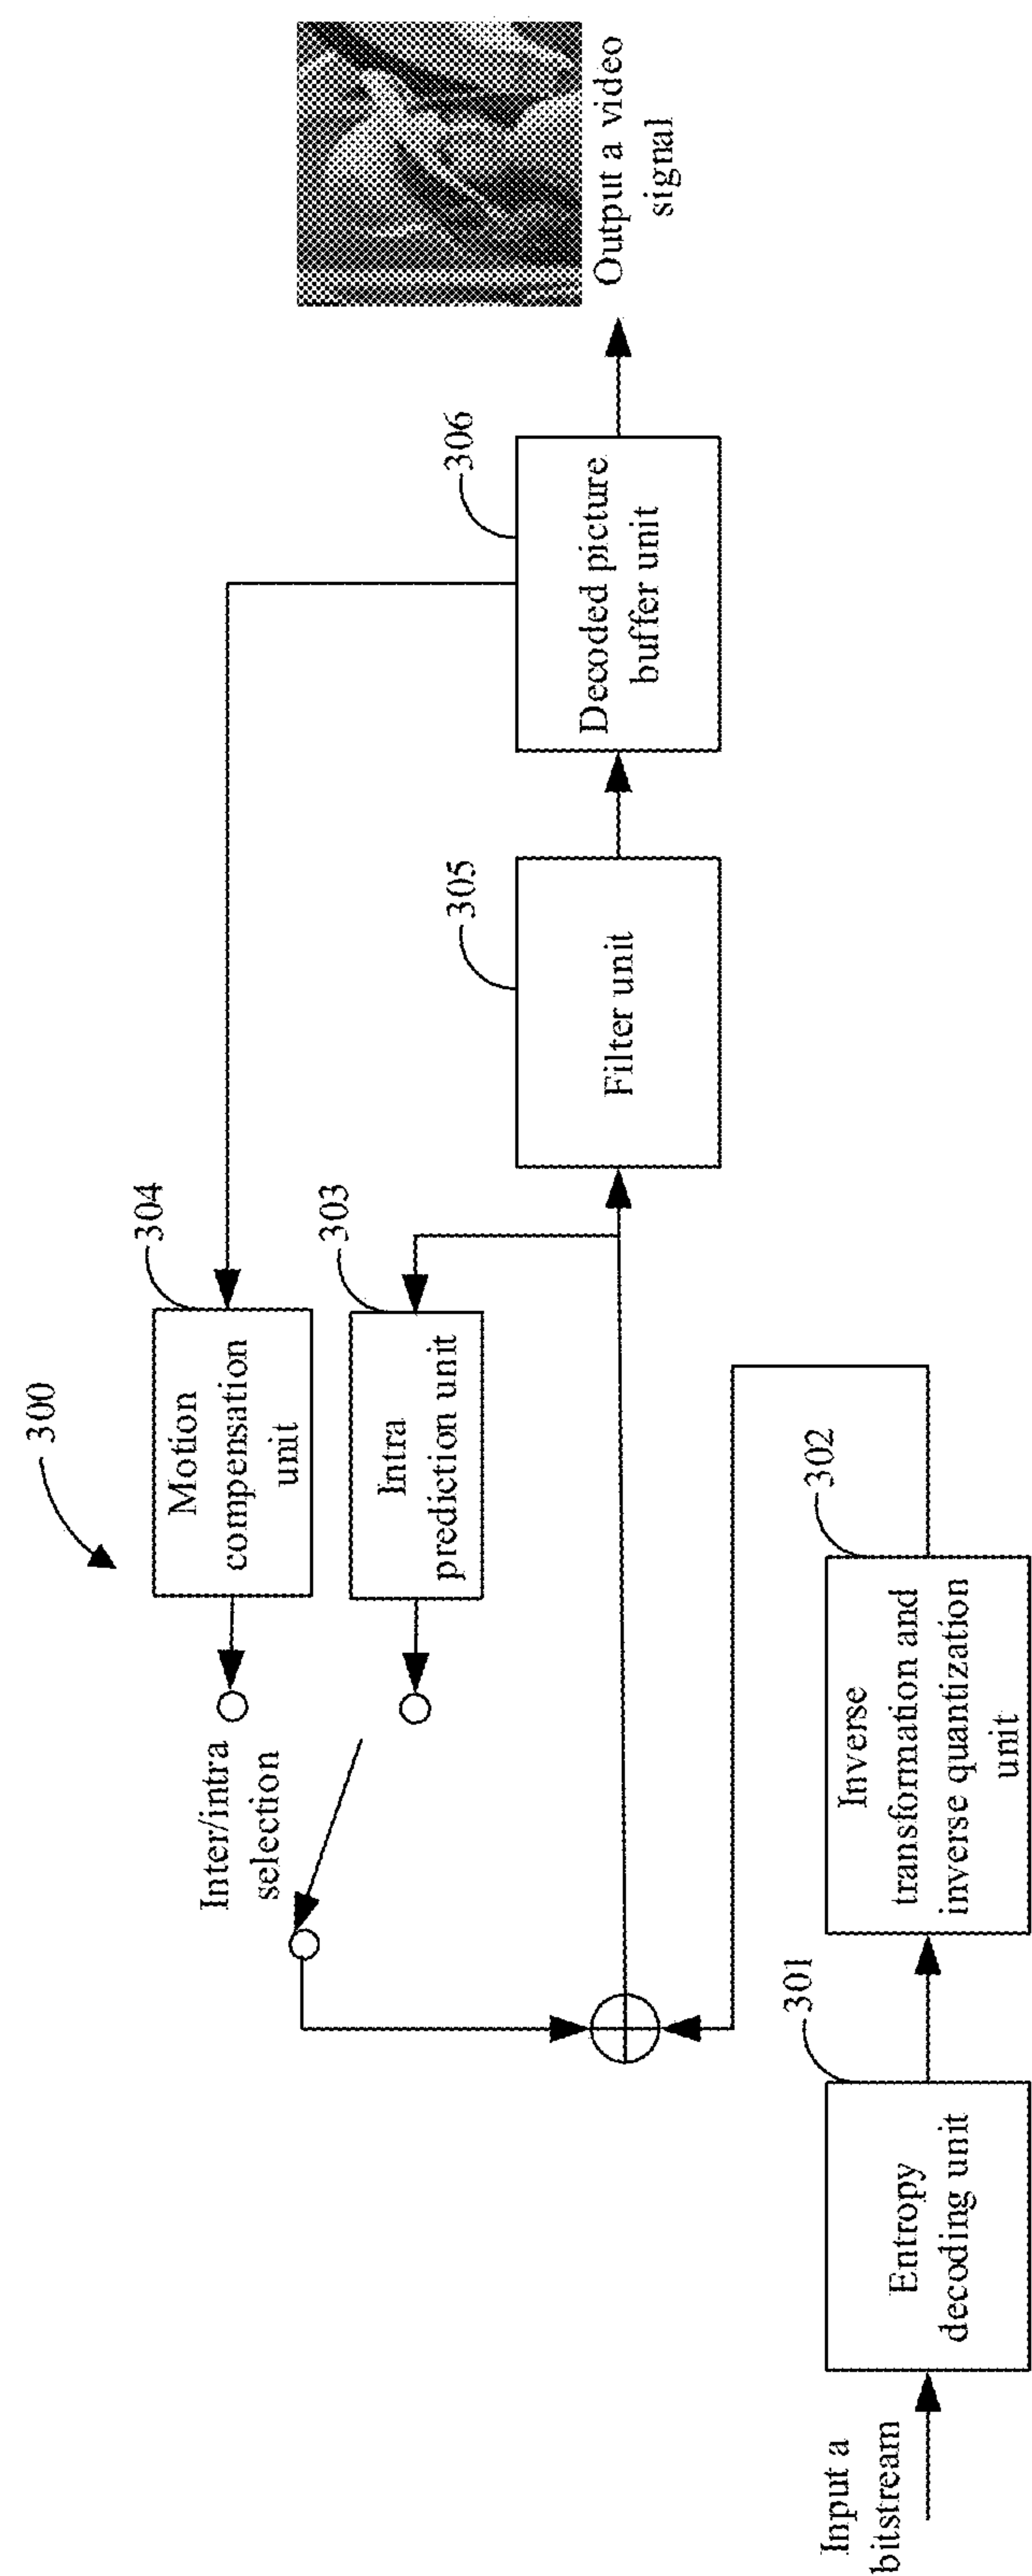 300
304
Motion
compensation
unit
303
Intra
prediction unit
Inter/intra
selection
Output a video
signal
306
Decoded picture
buffer unit
305
Filter unit
302
Inverse
transformation and
inverse quantization
unit
301
Entropy
decoding unit
Input a
bitstream